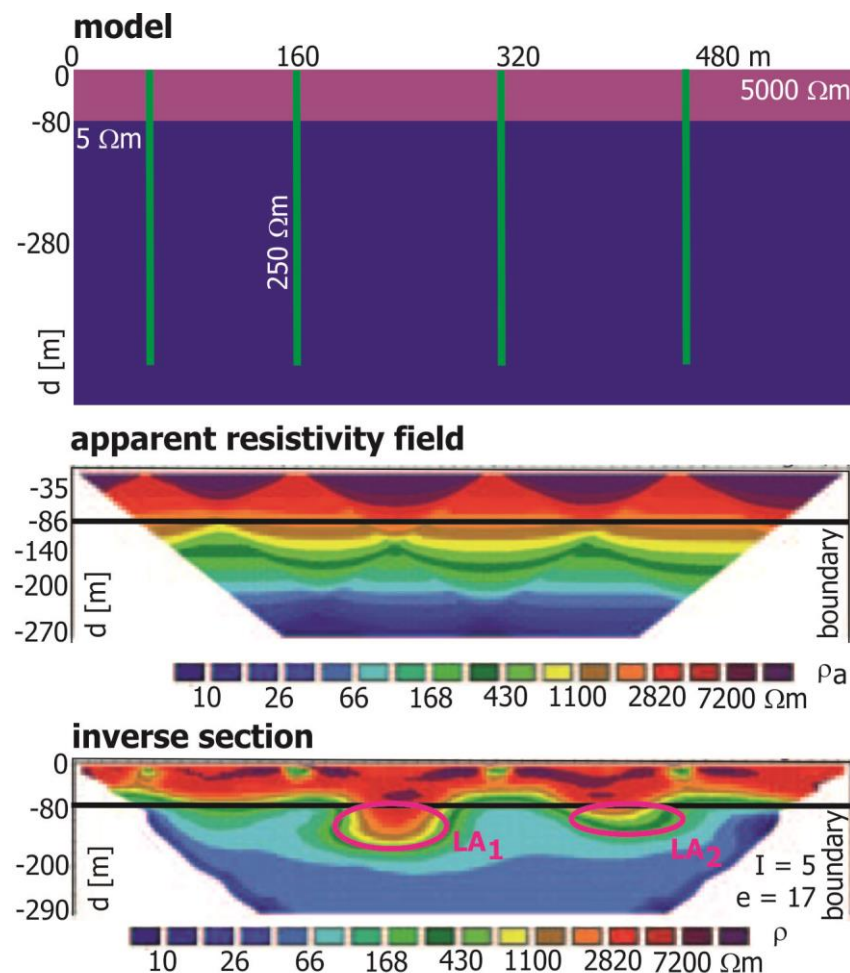 model
0 160 320 480 m
0
5000 Ωm
-80
5 Ωm
250 Ωm
-280
d [m]
apparent resistivity field
-35
-86
-140
-200
-270
d [m]
boundary
10 26 66 168 430 1100 2820 7200 Ωm
ρa
inverse section
0
-80
LA1
LA2
-200
I = 5
e = 17
-290
d [m]
boundary
10 26 66 168 430 1100 2820 7200 Ωm
ρ